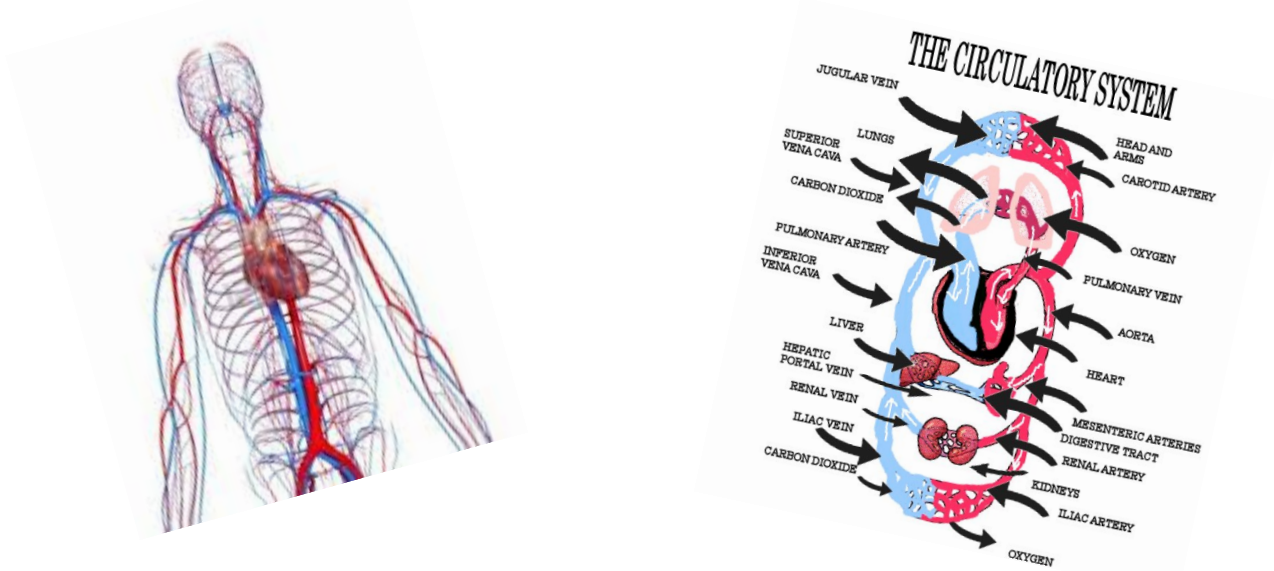 THE CIRCULATORY SYSTEM
JUGULAR VEIN
LUNGS
SUPERIOR
VENA CAVA
CARBON DIOXIDE
PULMONARY ARTERY
INFERIOR
VENA CAVA
LIVER
HEPATIC
PORTAL VEIN
RENAL VEIN
ILIAC VEIN
CARBON DIOXIDE
HEAD AND
ARMS
CAROTID ARTERY
OXYGEN
PULMONARY VEIN
AORTA
HEART
MESENTERIC ARTERIES
DIGESTIVE TRACT
RENAL ARTERY
KIDNEYS
ILIAC ARTERY
OXYGEN